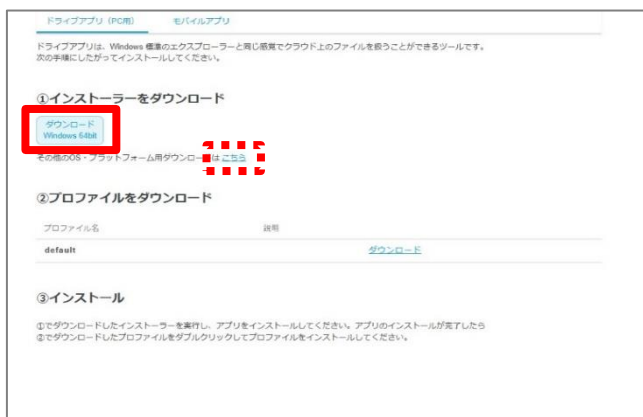 ドライブアプリ（PC用） モバイルアプリ
ドライブアプリは、Windows 標準のエクスプローラーと同じ感覚でクラウド上のファイルを扱うことができるツールです。
次の手順にしたがってインストールしてください。
①インストーラーをダウンロード
ダウンロード
Windows 64bit
その他のOS・プラットフォーム用ダウンロードは こちら
②プロファイルをダウンロード
プロファイル名 説明
default ダウンロード
③インストール
①でダウンロードしたインストーラーを実行し、アプリをインストールしてください。アプリのインストールが完了したら
②でダウンロードしたプロファイルをダブルクリックしてプロファイルをインストールしてください。